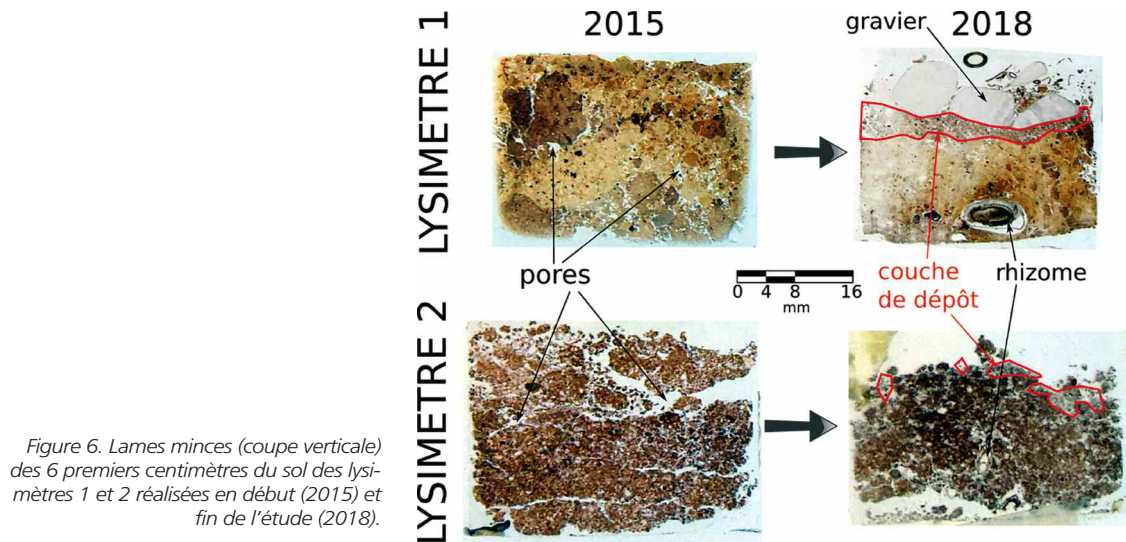 2015
2018
LYSIMETRE 1
gravier
pores
0 4 8 16
mm
couche
de dépôt
rhizome
LYSIMETRE 2
Figure 6. Lames minces (coupe verticale)
des 6 premiers centimètres du sol des lysi-
mètres 1 et 2 réalisées en début (2015) et
fin de l'étude (2018).